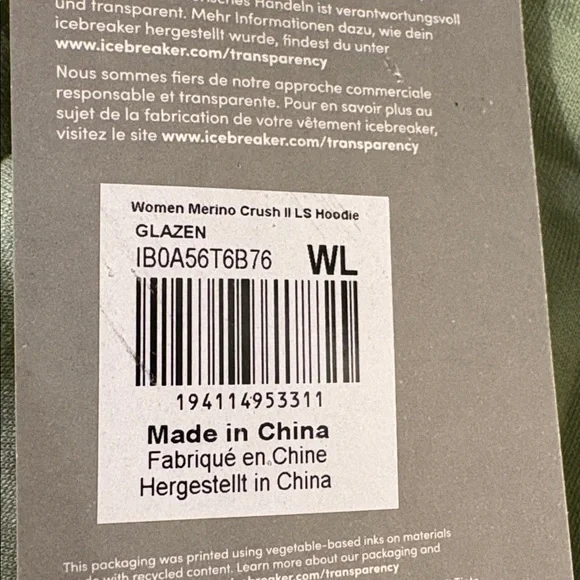 Handeln ist verantwortungsvoll
und transparent. Mehr Informationen dazu, wie dein
icebreaker hergestellt wurde, findest du unter
www.icebreaker.com/transparency
Nous sommes fiers de notre approche commerciale
responsable et transparente. Pour en savoir plus au
sujet de la fabrication de votre vêtement icebreaker,
visitez le site www.icebreaker.com/transparency
Women Merino Crush II LS Hoodie
GLAZEN
IB0A56T6B76 WL
194114953311
Made in China
Fabriqué en Chine
Hergestellt in China
This packaging was printed using vegetable-based inks on materials
with recycled content. Learn more about our packaging and